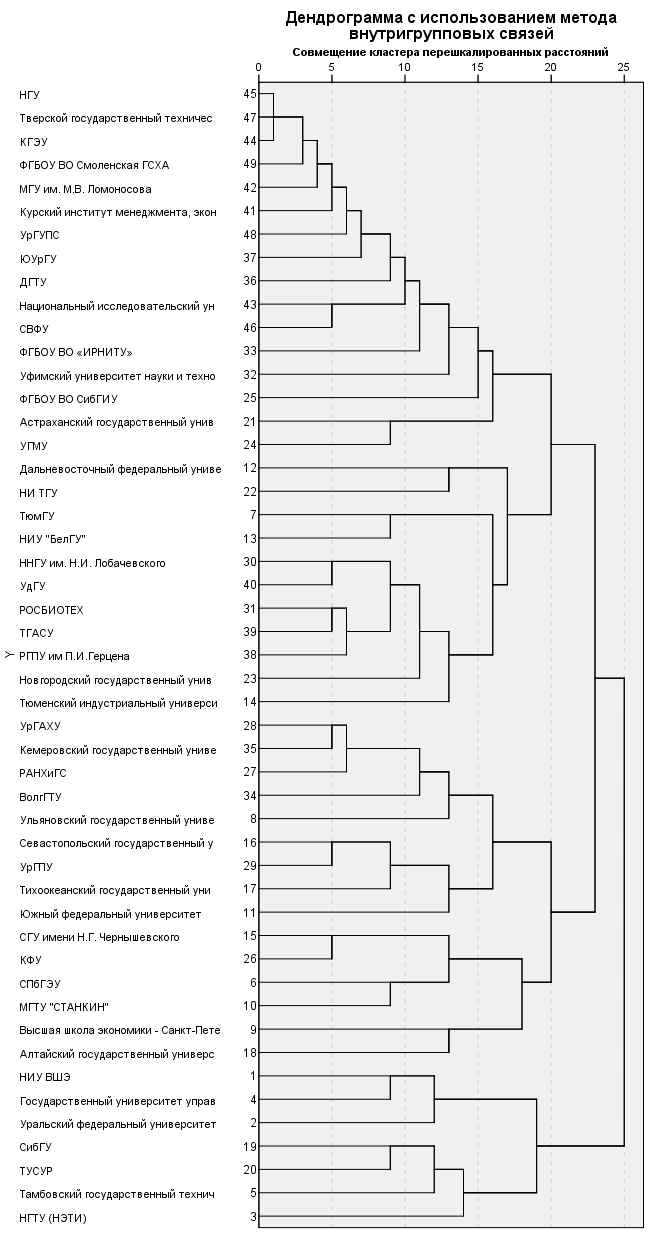 Дендрограмма с использованием метода
внутригрупповых связей
Совмещение кластера перешкалированных расстояний
0 5 10 15 20 25
НГУ 45
Тверской государственный техничес 47
КГЭУ 44
ФГБОУ ВО Смоленская ГСХА 49
МГУ им. М.В. Ломоносова 42
Курский институт менеджмента, экон 41
УрГУПС 48
ЮУрГУ 37
ДГТУ 36
Национальный исследовательский ун 43
СВФУ 46
ФГБОУ ВО «ИРНИТУ» 33
Уфимский университет науки и техно 32
ФГБОУ ВО СибГИУ 25
Астраханский государственный унив 21
УГМУ 24
Дальневосточный федеральный униве 12
НИ ТГУ 22
ТюмГУ 7
НИУ "БелГУ" 13
ННГУ им. Н.И. Лобачевского 30
УдГУ 40
РОСБИОТЕХ 31
ТГАСУ 39
Y
РГПУ им П.И.Герцена 38
Новгородский государственный унив 23
Тюменский индустриальный универси 14
УрГАХУ 28
Кемеровский государственный униве 35
РАНХиГС 27
ВолгГТУ 34
Ульяновский государственный униве 8
Севастопольский государственный у 16
УрГПУ 29
Тихоокеанский государственный уни 17
Южный федеральный университет 11
СГУ имени Н.Г. Чернышевского 15
КФУ 26
СПбГЭУ 6
МГТУ "СТАНКИН" 10
Высшая школа экономики - Санкт-Пете 9
Алтайский государственный универс 18
НИУ ВШЭ 1
Государственный университет управ 4
Уральский федеральный университет 2
СибГУ 19
ТУСУР 20
Тамбовский государственный технич 5
НГТУ (НЭТИ) 3